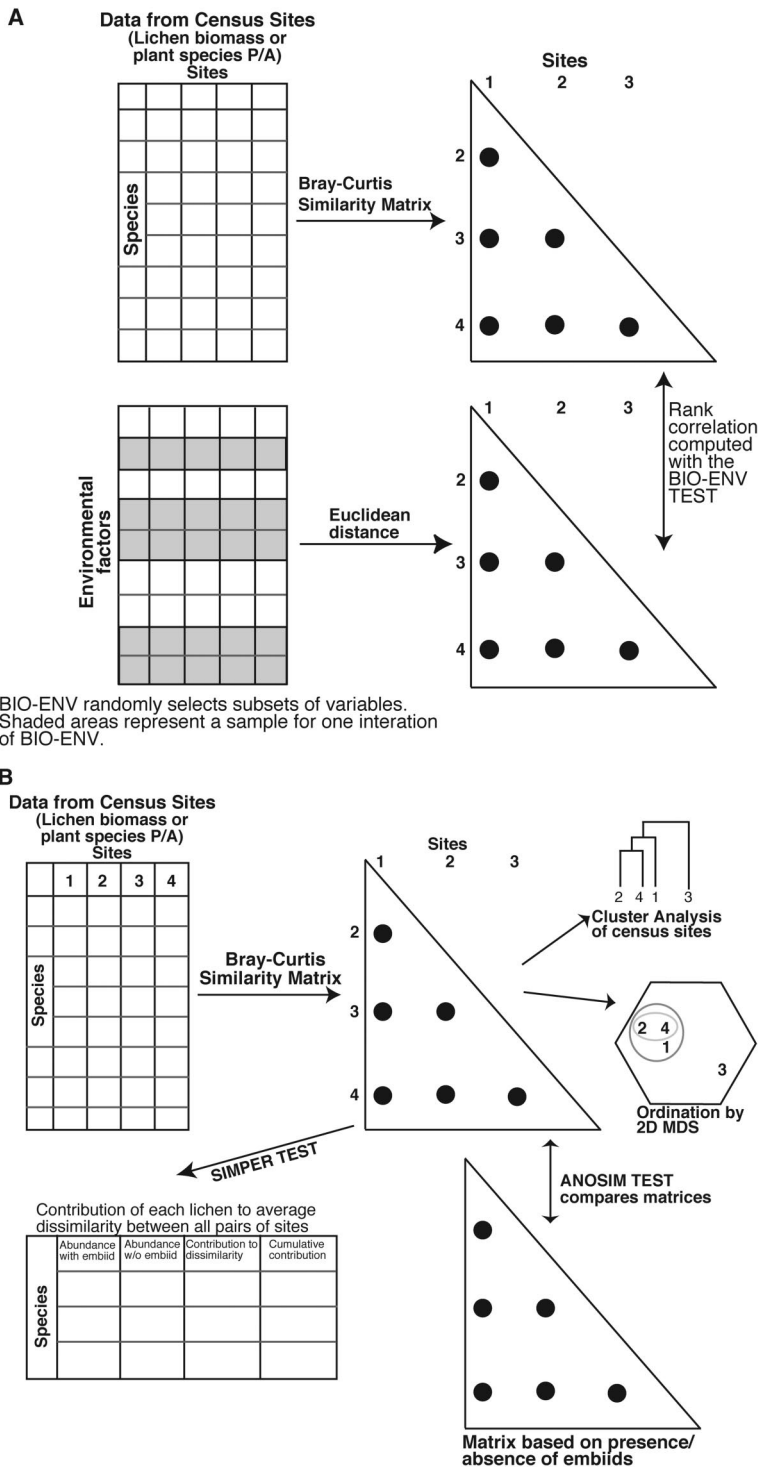 A
Data from Census Sites
(Lichen biomass or
plant species P/A)
Sites
Species
Bray-Curtis
Similarity Matrix
Sites
1 2 3
2
3
4
Environmental
factors
Euclidean
distance
1 2 3
2
3
4
Rank
correlation
computed
with the
BIO-ENV
TEST
BIO-ENV randomly selects subsets of variables.
Shaded areas represent a sample for one interation
of BIO-ENV.
B
Data from Census Sites
(Lichen biomass or
plant species P/A)
Sites
1 2 3 4
Species
Bray-Curtis
Similarity Matrix
Sites
1 2 3
2
3
4
2 4 1 3
Cluster Analysis
of census sites
2 4
1
3
Ordination by
2D MDS
SIMPER TEST
ANOSIM TEST
compares matrices
Contribution of each lichen to average
dissimilarity between all pairs of sites
Species
Abundance
with embiid
Abundance
w/o embiid
Contribution to
dissimilarity
Cumulative
contribution
Matrix based on presence/
absence of embiids